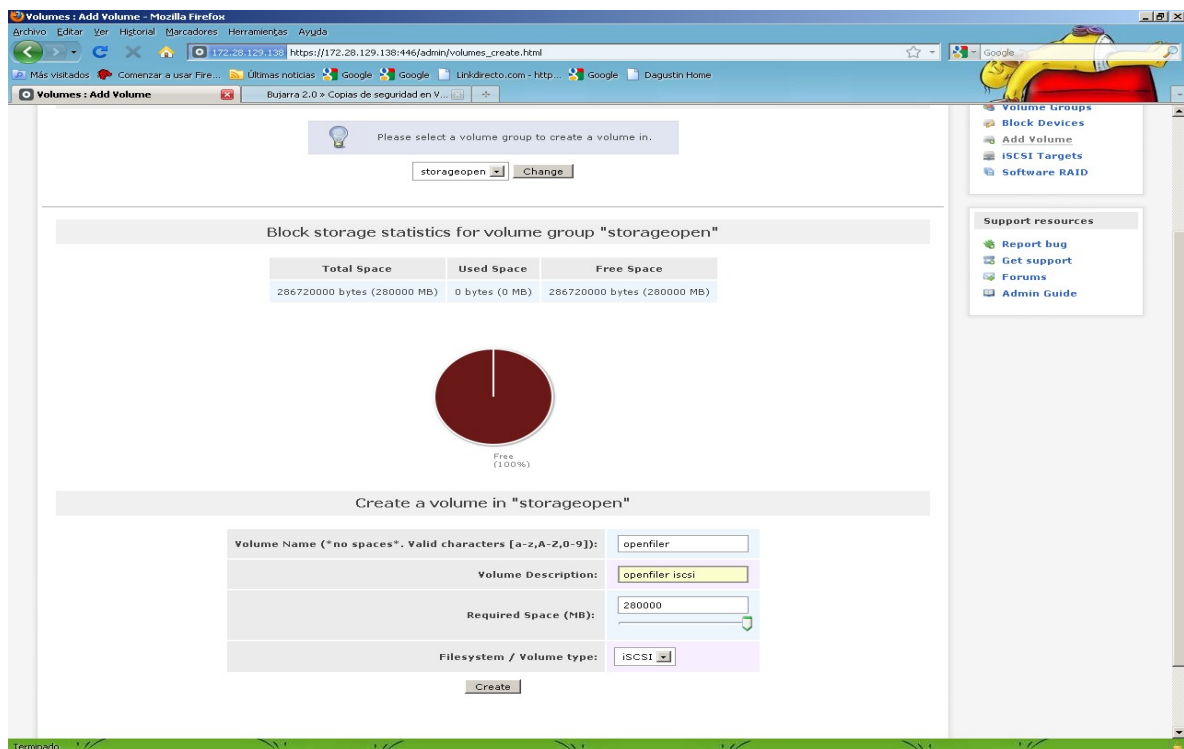 Volumes : Add Volume - Mozilla Firefox
Archivo Editar Ver Historial Marcadores Herramientas Ayuda
172.28.129.138 https://172.28.129.138:446/admin/volumes_create.html
Google
Más visitados Comenzar a usar Fire... Últimas noticias Google Google Linkdirecto.com - http... Google Dagustin Home
Volumes : Add Volume Bujarra 2.0 » Copias de seguridad en V...
Please select a volume group to create a volume in.
storageopen Change
Block storage statistics for volume group "storageopen"
Total Space Used Space Free Space
286720000 bytes (280000 MB) 0 bytes (0 MB) 286720000 bytes (280000 MB)
Free
(100%)
Create a volume in "storageopen"
Volume Name (*no spaces*. Valid characters [a-z,A-Z,0-9]): openfiler
Volume Description: openfiler iscsi
Required Space (MB): 280000
Filesystem / Volume type: iSCSI
Create
Volume Groups
Block Devices
Add Volume
iSCSI Targets
Software RAID
Support resources
Report bug
Get support
Forums
Admin Guide
Terminado